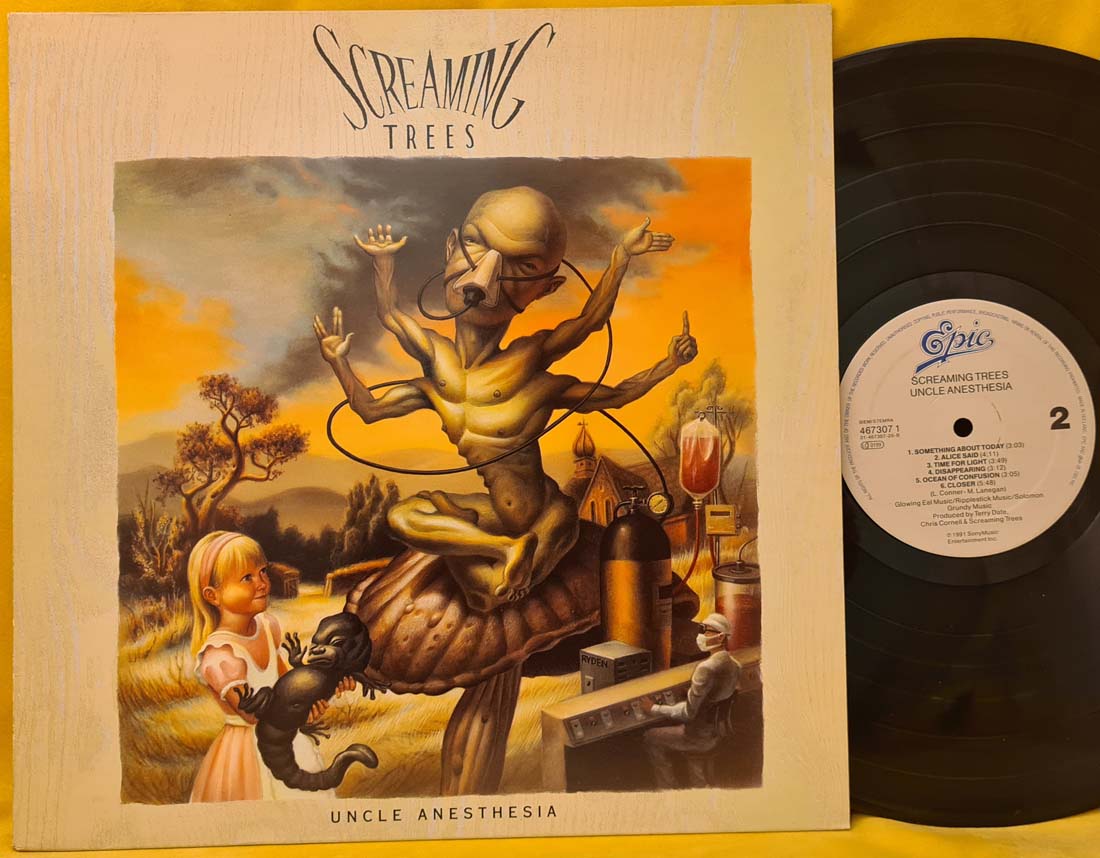 SCREAMING
TREES
RYDEN
UNCLE ANESTHESIA
Epic
SCREAMING TREES
UNCLE ANESTHESIA
2
467307 1
1. SOMETHING ABOUT TODAY (3:03)
2. ALICE SAID (4:11)
3. TIME FOR LIGHT (3:49)
4. DISAPPEARING (3:12)
5. OCEAN OF CONFUSION (3:05)
6. CLOSER (5:48)
(L. Conner - M. Lanegan)
Glowing Eel Music/Ripplestick Music/Solomon
Grundy Music
Produced by Terry Date,
Chris Cornell & Screaming Trees
℗ 1991 Sony Music
Entertainment Inc.